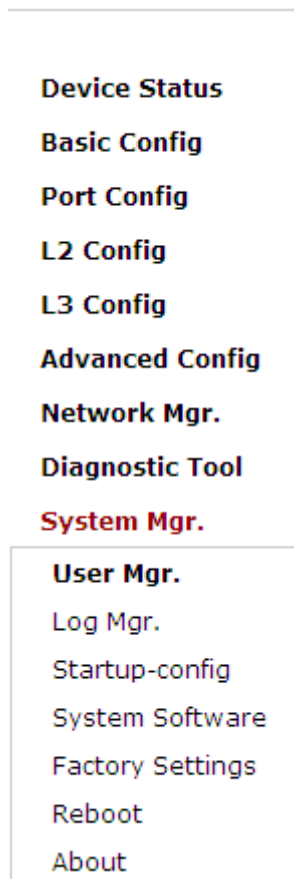 Device Status
Basic Config
Port Config
L2 Config
L3 Config
Advanced Config
Network Mgr.
Diagnostic Tool
System Mgr.
User Mgr.
Log Mgr.
Startup-config
System Software
Factory Settings
Reboot
About